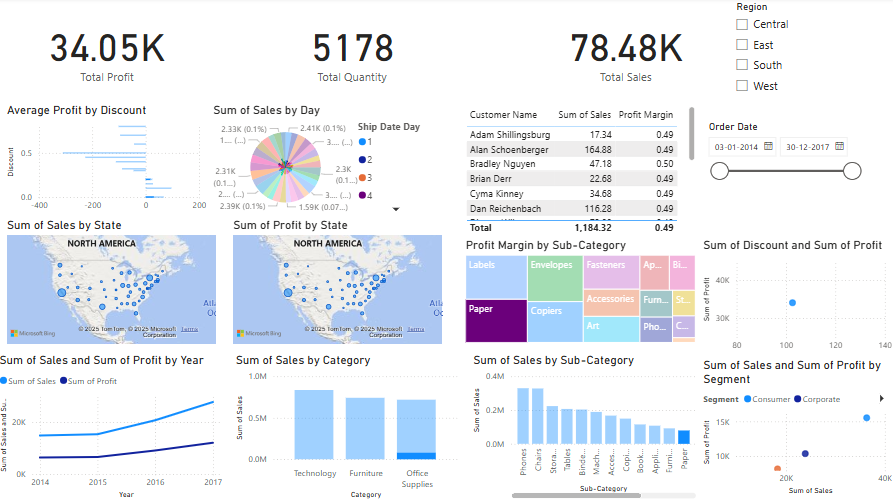 34.05K
Total Profit
5178
Total Quantity
78.48K
Total Sales
Region
Central
East
South
West
Average Profit by Discount
Discount
0.5
0.0
-400
-200
0
200
Sum of Sales by Day
2.33K (0.1%)
2.41K (0.1%)
1.... (...)
3.... (...)
2.31K
(0.1...)
2.3K
(0.1...)
3.... (...)
2.39K (0.1%)
1.59K (0.07...)
Ship Date Day
1
2
3
4
Customer Name Sum of Sales Profit Margin
Adam Shillingsburg 17.34 0.49
Alan Schoenberger 164.88 0.49
Bradley Nguyen 47.18 0.50
Brian Derr 22.68 0.49
Cyma Kinney 34.68 0.49
Dan Reichenbach 116.28 0.49
Total 1,184.32 0.49
Order Date
03-01-2014
30-12-2017
Sum of Sales by State
NORTH AMERICA
Microsoft Bing
© 2025 TomTom, © 2025 Microsoft Corporation Terms
Sum of Profit by State
NORTH AMERICA
Microsoft Bing
© 2025 TomTom, © 2025 Microsoft Corporation Terms
Profit Margin by Sub-Category
Labels
Paper
Envelopes
Copiers
Fasteners
Accessories
Art
Ap...
Furn...
Pho...
Bi...
St...
C...
Sum of Discount and Sum of Profit
Sum of Profit
40K
30K
80
100
120
140
Sum of Sales and Sum of Profit by Year
Sum of Sales
Sum of Profit
Sum of Sales and Su...
20K
0K
2014
2015
2016
2017
Year
Sum of Sales by Category
Sum of Sales
1.0M
0.5M
0.0M
Technology
Furniture
Office
Supplies
Category
Sum of Sales by Sub-Category
Sum of Sales
0.4M
0.2M
0.0M
Phones
Chairs
Stora...
Tables
Binde...
Mach...
Acces...
Copi...
Book...
Appli...
Furni...
Paper
Sub-Category
Sum of Sales and Sum of Profit by
Segment
Segment
Consumer
Corporate
Sum of Profit
15K
10K
20K
40K
Sum of Sales